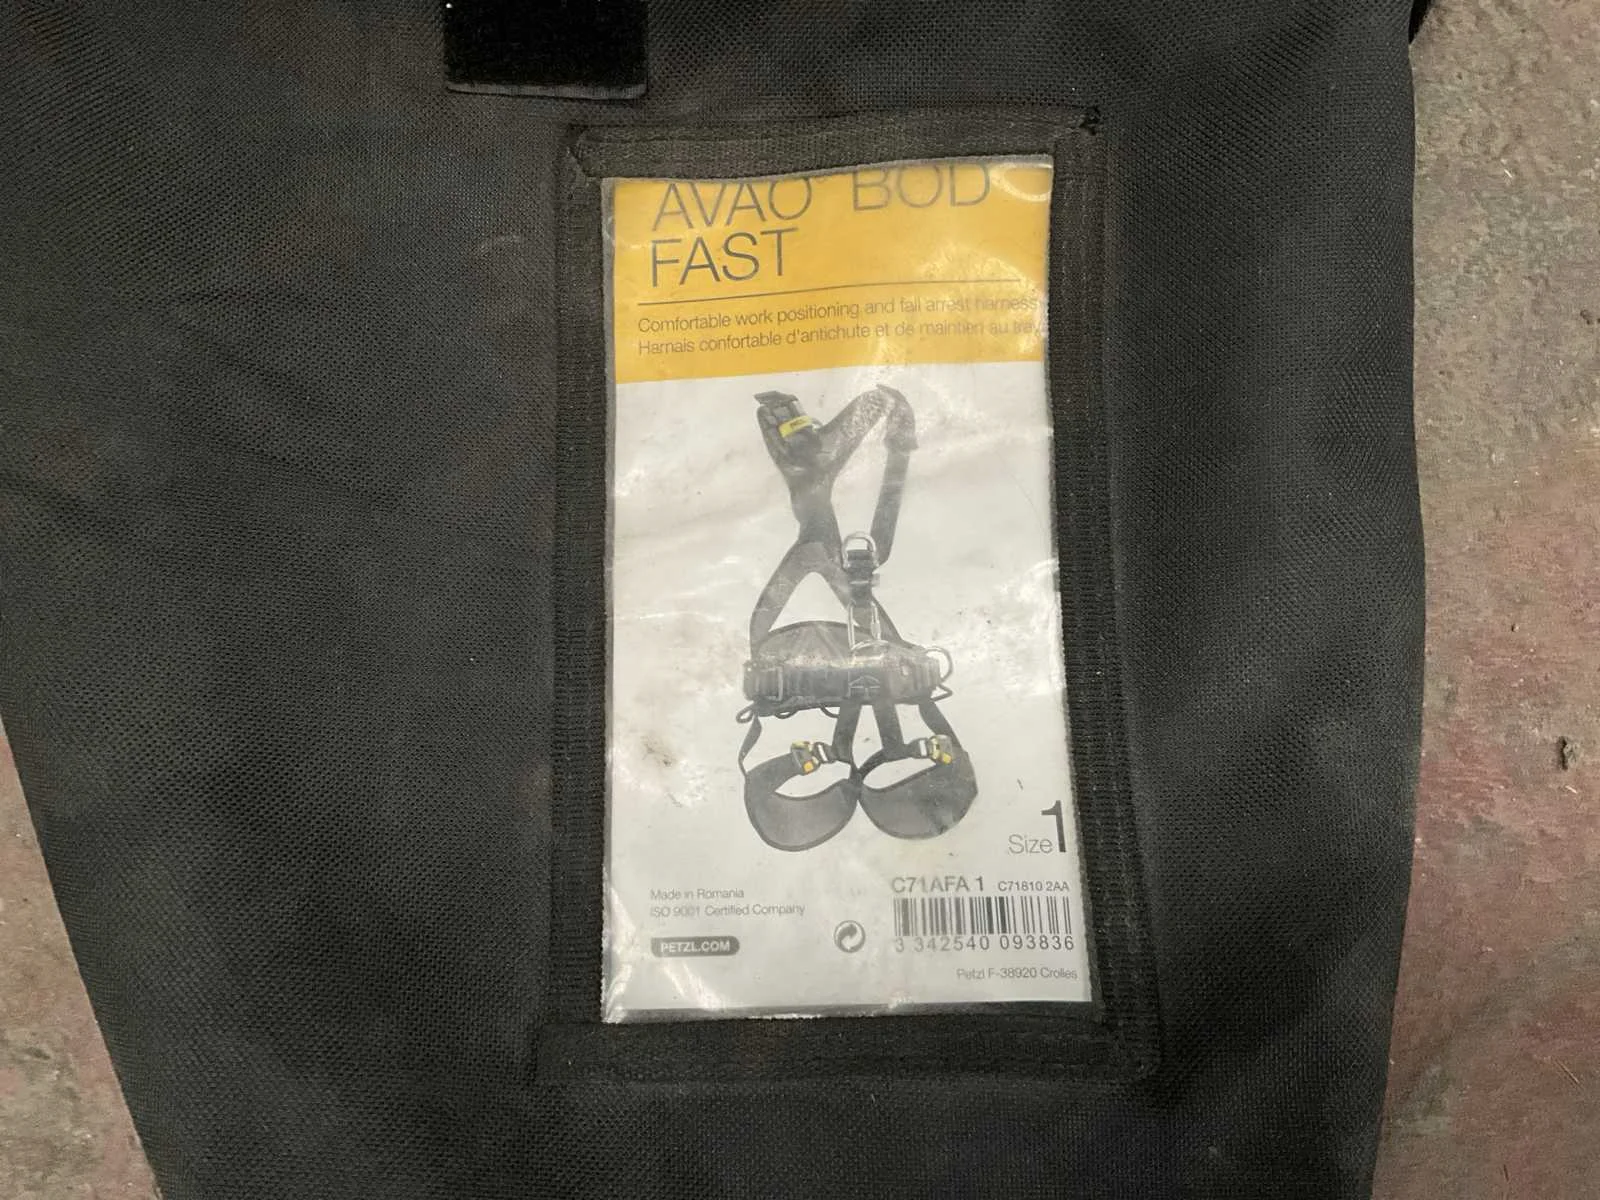 AVAO® BOD
FAST
Comfortable work positioning and fall arrest harness
Harnais confortable d'antichute et de maintien au trav
PETZL
Size 1
C71AFA 1 C71810 2AA
Made in Romania
ISO 9001 Certified Company
PETZL.COM
3 342540 093836
Petzl F-38920 Crolles